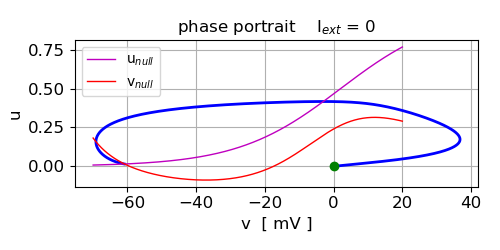 phase portrait    I_ext = 0
0.75
0.50
0.25
0.00
u
u_null
v_null
−60 −40 −20 0 20 40
v [ mV ]